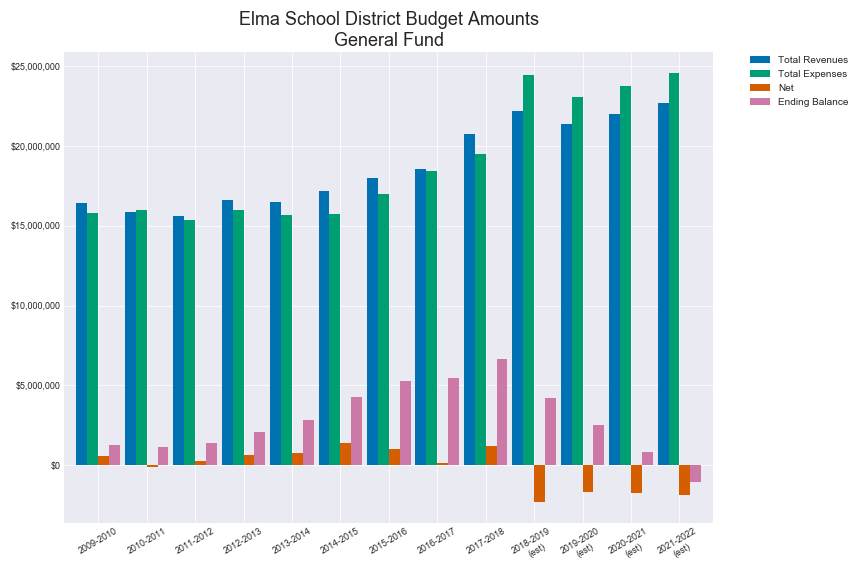 Elma School District Budget Amounts
General Fund
Total Revenues
Total Expenses
Net
Ending Balance
$25,000,000
$20,000,000
$15,000,000
$10,000,000
$5,000,000
$0
2009-2010
2010-2011
2011-2012
2012-2013
2013-2014
2014-2015
2015-2016
2016-2017
2017-2018
2018-2019
(est)
2019-2020
(est)
2020-2021
(est)
2021-2022
(est)